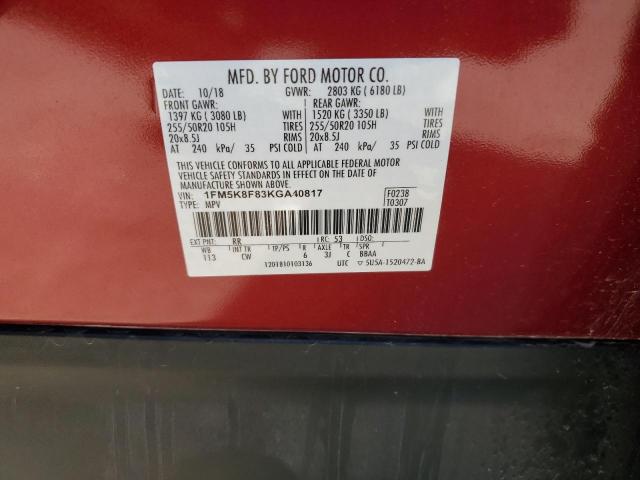 MFD. BY FORD MOTOR CO.
DATE: 10/18 GVWR: 2803 KG ( 6180 LB)
FRONT GAWR: REAR GAWR:
1397 KG ( 3080 LB) WITH 1520 KG ( 3350 LB) WITH
255/50R20 105H TIRES 255/50R20 105H TIRES
20x8.5J RIMS 20x8.5J RIMS
AT 240 kPa/ 35 PSI COLD AT 240 kPa/ 35 PSI COLD
THIS VEHICLE CONFORMS TO ALL APPLICABLE FEDERAL MOTOR
VEHICLE SAFETY STANDARDS IN EFFECT ON THE DATE OF
MANUFACTURE SHOWN ABOVE.
VIN: 1FM5K8F83KGA40817 F0238
TYPE: MPV T0307
EXT PNT: RR RC: 53 DSO:
WB INT TR TP/PS R AXLE TR SPR
113 CW 6 3J C BBAA
1201810103136 UTC ▽ 5U5A-1520472-BA